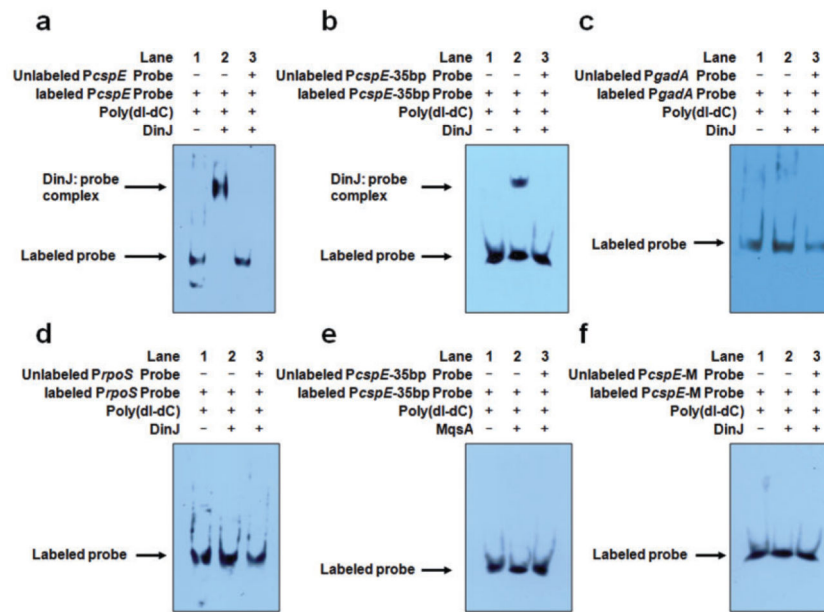 a
Lane 1 2 3
Unlabeled PcspE Probe – – +
labeled PcspE Probe + + +
Poly(dI-dC) + + +
DinJ – + +
DinJ: probe
complex
Labeled probe
b
Lane 1 2 3
Unlabeled PcspE-35bp Probe – – +
labeled PcspE-35bp Probe + + +
Poly(dI-dC) + + +
DinJ – + +
DinJ: probe
complex
Labeled probe
c
Lane 1 2 3
Unlabeled PgadA Probe – – +
labeled PgadA Probe + + +
Poly(dI-dC) + + +
DinJ – + +
Labeled probe
d
Lane 1 2 3
Unlabeled PrpoS Probe – – +
labeled PrpoS Probe + + +
Poly(dI-dC) + + +
DinJ – + +
Labeled probe
e
Lane 1 2 3
Unlabeled PcspE-35bp Probe – – +
labeled PcspE-35bp Probe + + +
Poly(dI-dC) + + +
MqsA – + +
Labeled probe
f
Lane 1 2 3
Unlabeled PcspE-M Probe – – +
labeled PcspE-M Probe + + +
Poly(dI-dC) + + +
DinJ – + +
Labeled probe